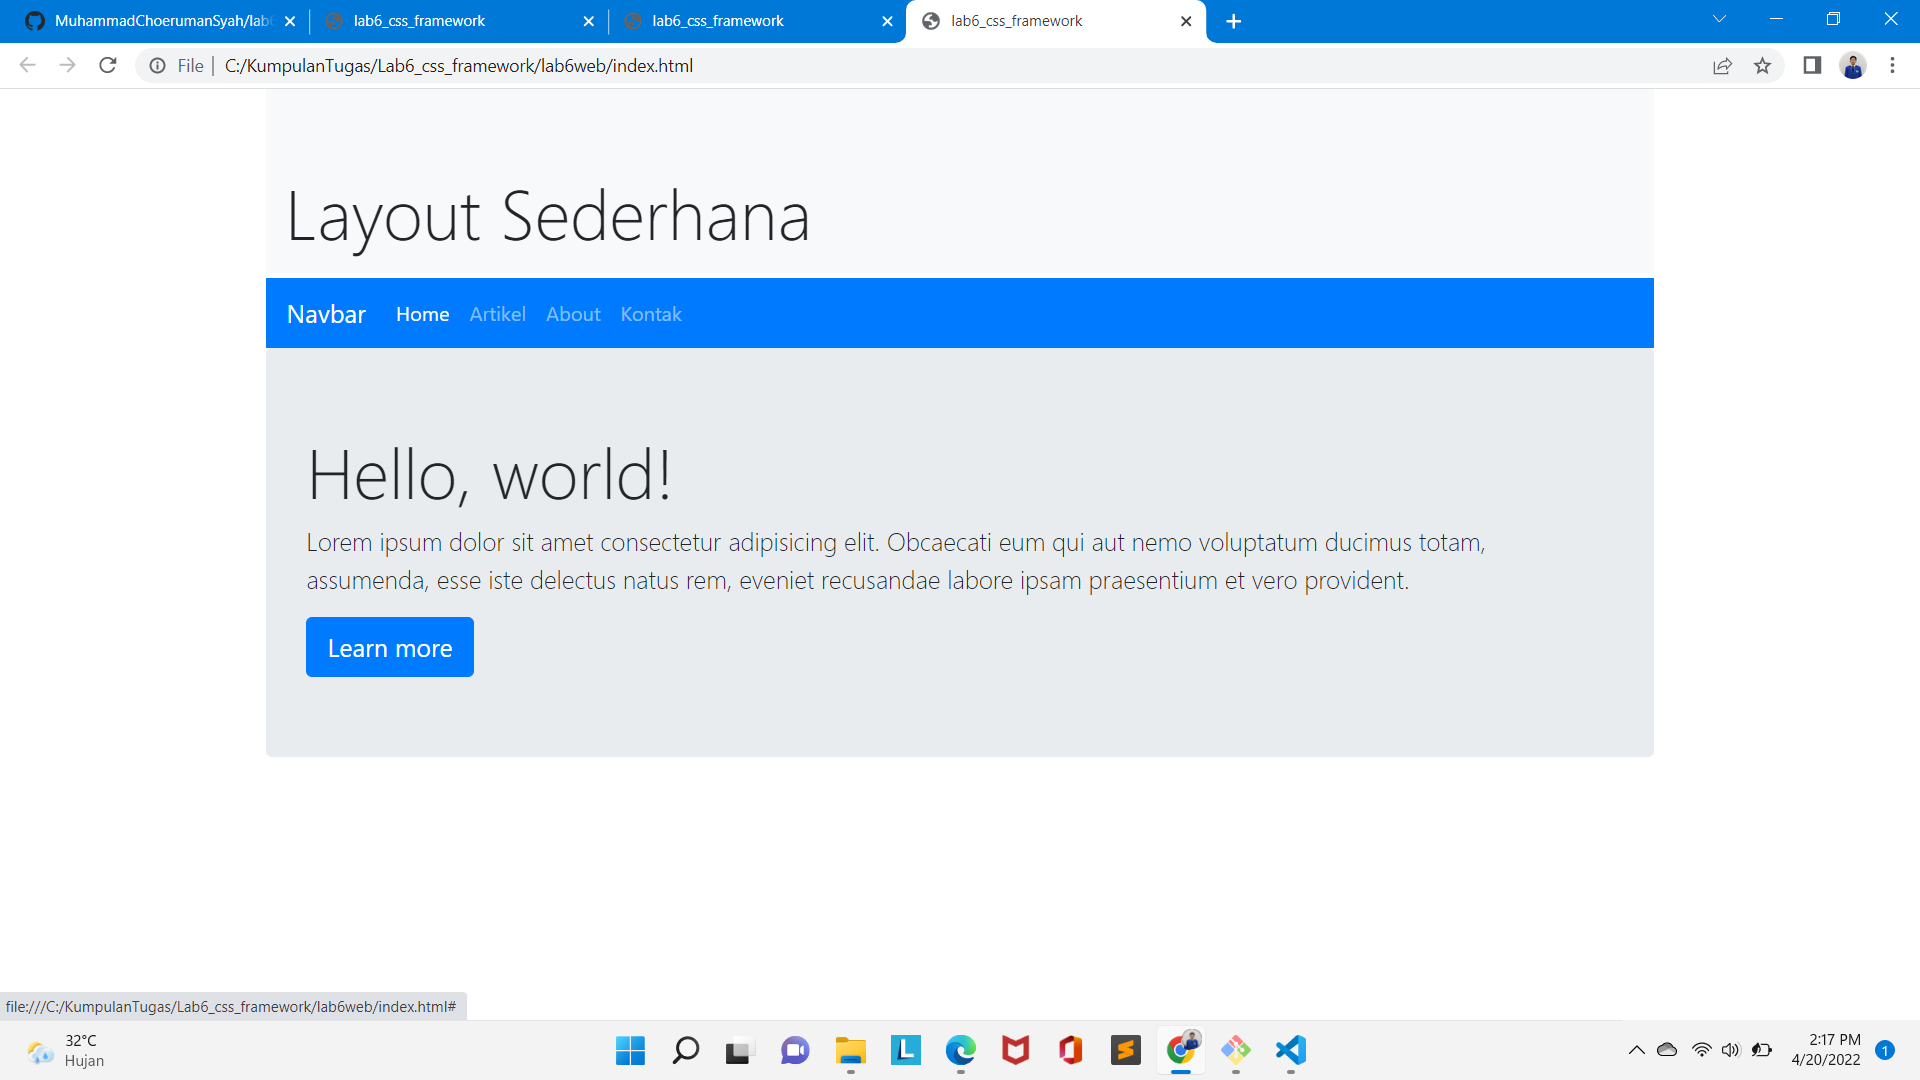 MuhammadChoerumanSyah/lab
lab6_css_framework
lab6_css_framework
lab6_css_framework
File
C:/KumpulanTugas/Lab6_css_framework/lab6web/index.html
Layout Sederhana
Navbar Home Artikel About Kontak
Hello, world!
Lorem ipsum dolor sit amet consectetur adipisicing elit. Obcaecati eum qui aut nemo voluptatum ducimus totam,
assumenda, esse iste delectus natus rem, eveniet recusandae labore ipsam praesentium et vero provident.
Learn more
file:///C:/KumpulanTugas/Lab6_css_framework/lab6web/index.html#
32°C
Hujan
2:17 PM
4/20/2022
1